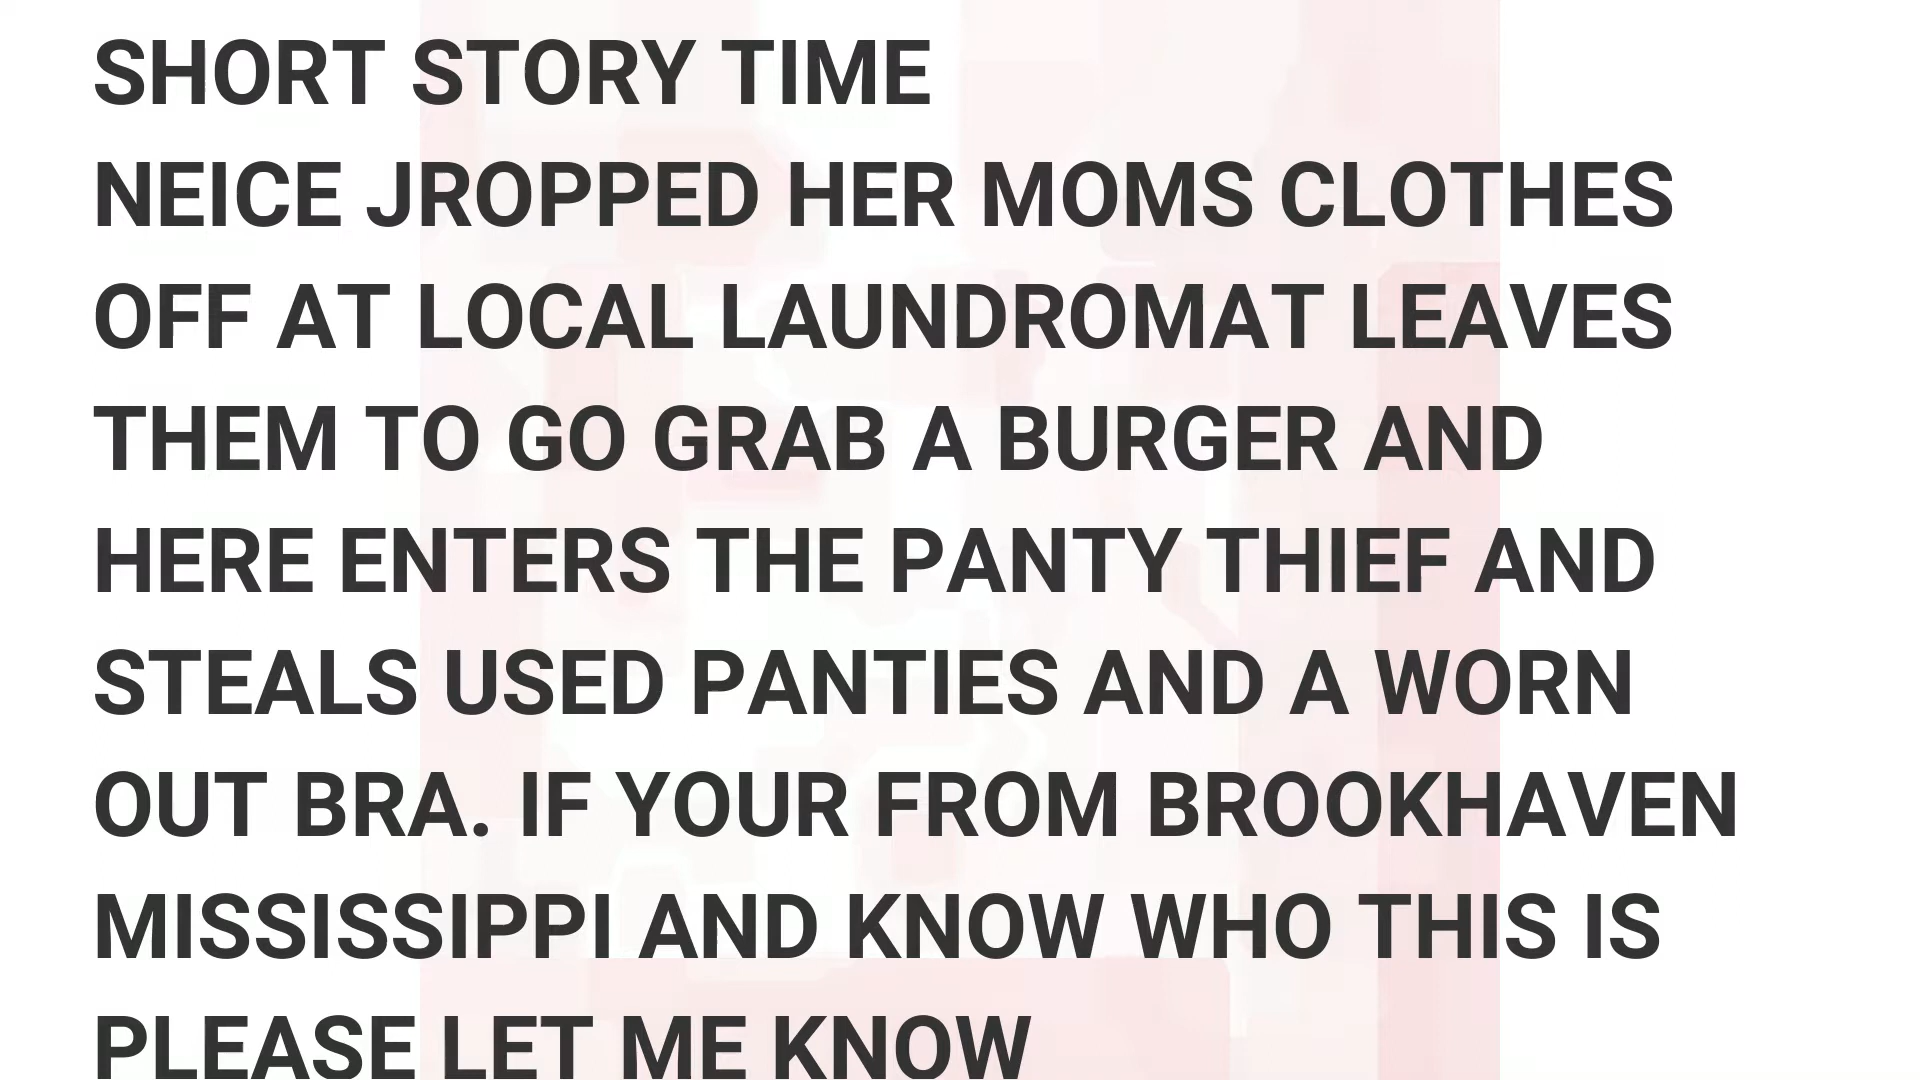 SHORT STORY TIME
NEICE JROPPED HER MOMS CLOTHES
OFF AT LOCAL LAUNDROMAT LEAVES
THEM TO GO GRAB A BURGER AND
HERE ENTERS THE PANTY THIEF AND
STEALS USED PANTIES AND A WORN
OUT BRA. IF YOUR FROM BROOKHAVEN
MISSISSIPPI AND KNOW WHO THIS IS
PLEASE LET ME KNOW